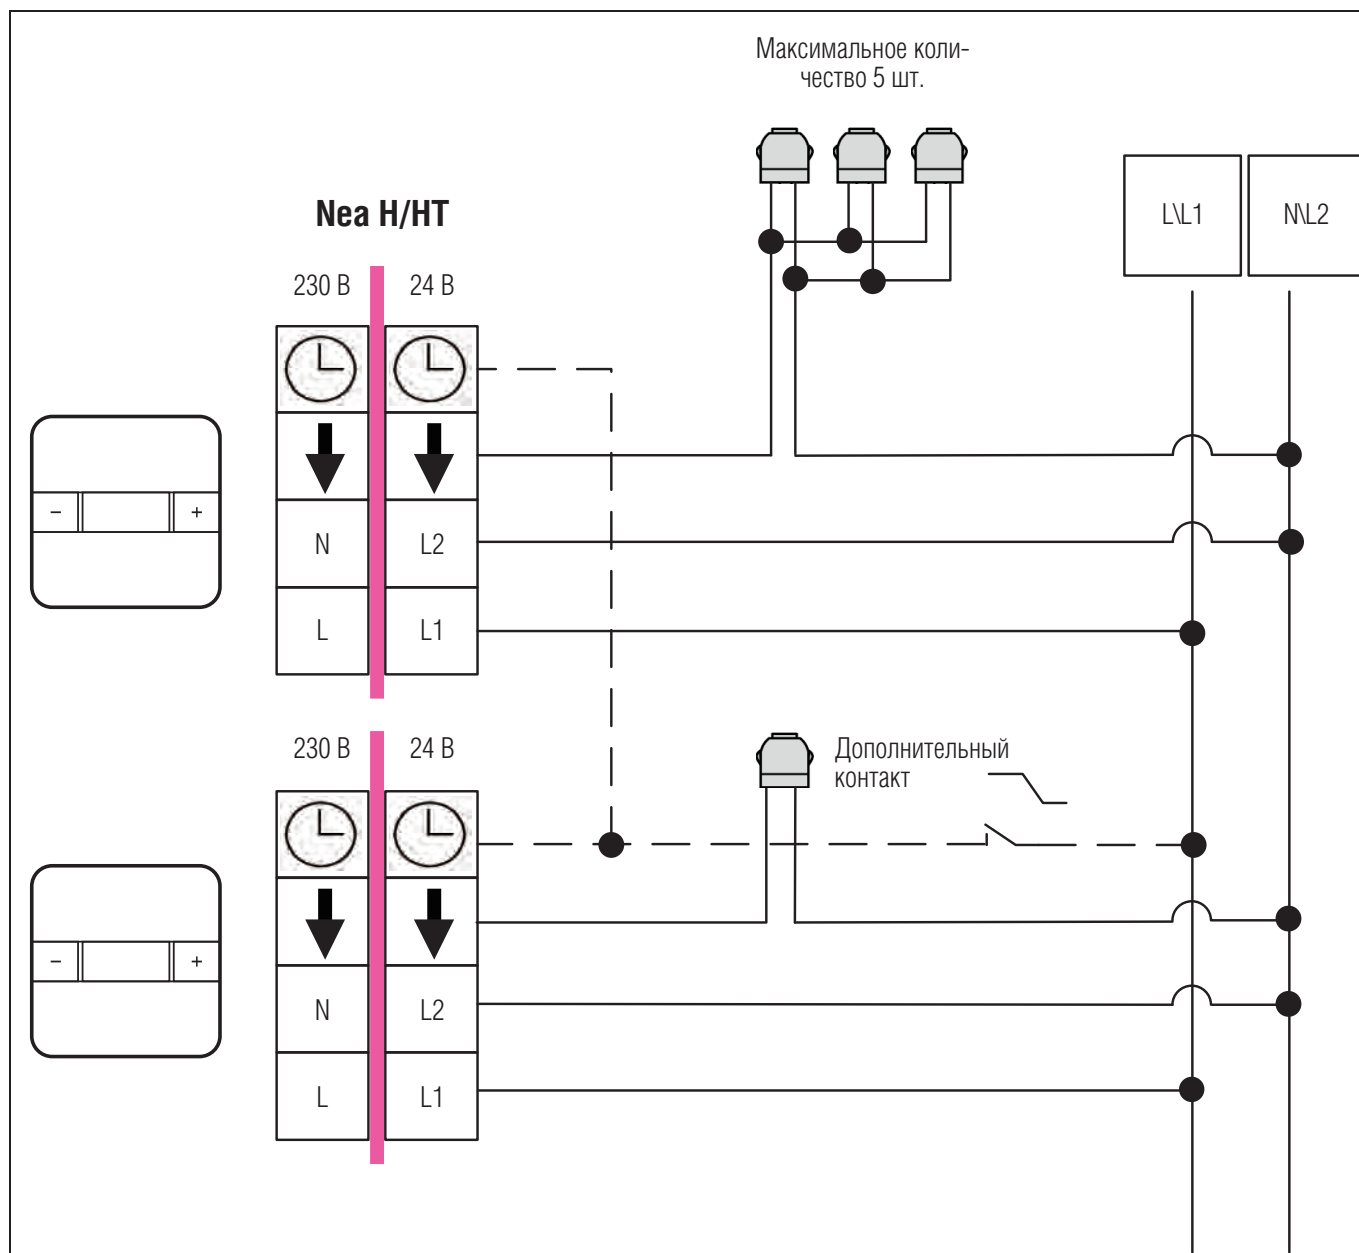 Максимальное коли-
чество 5 шт.
L\L1
N\L2
Nea H/HT
230 В
24 В
- +
N
L2
L
L1
230 В
24 В
Дополнительный
контакт
- +
N
L2
L
L1